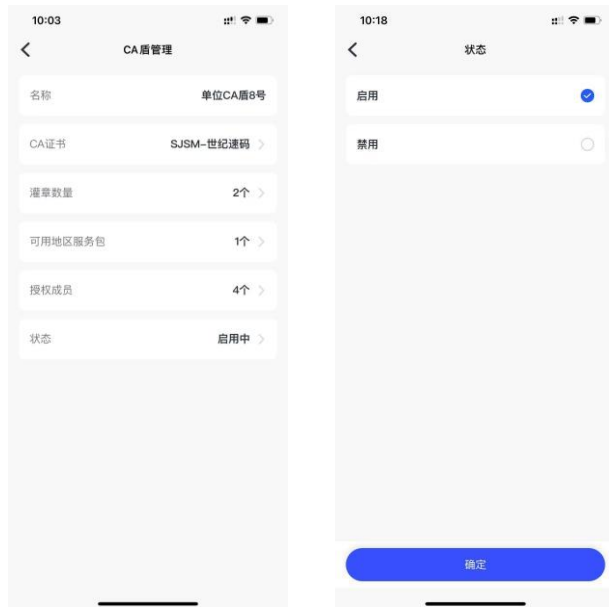 10:03
CA盾管理
名称 单位CA盾8号
CA证书 SJSM-世纪速码
灌章数量 2个
可用地区服务包 1个
授权成员 4个
状态 启用中
10:18
状态
启用
禁用
确定